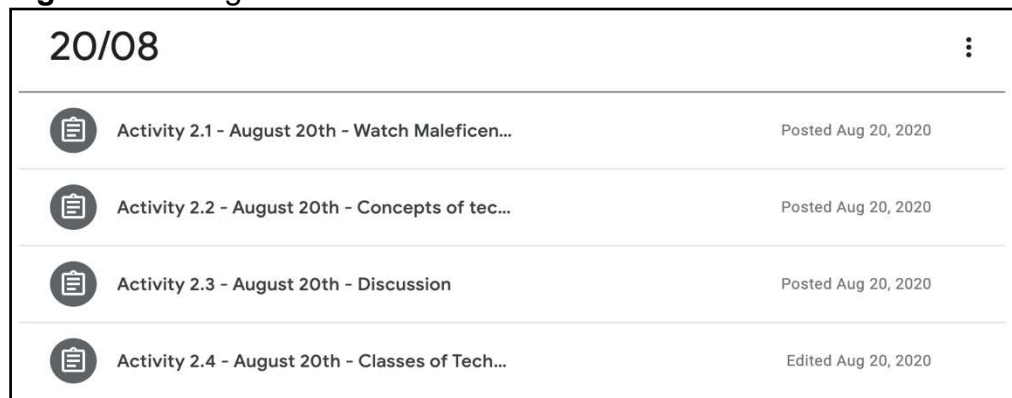 20/08
Activity 2.1 - August 20th - Watch Maleficen... Posted Aug 20, 2020
Activity 2.2 - August 20th - Concepts of tec... Posted Aug 20, 2020
Activity 2.3 - August 20th - Discussion Posted Aug 20, 2020
Activity 2.4 - August 20th - Classes of Tech... Edited Aug 20, 2020